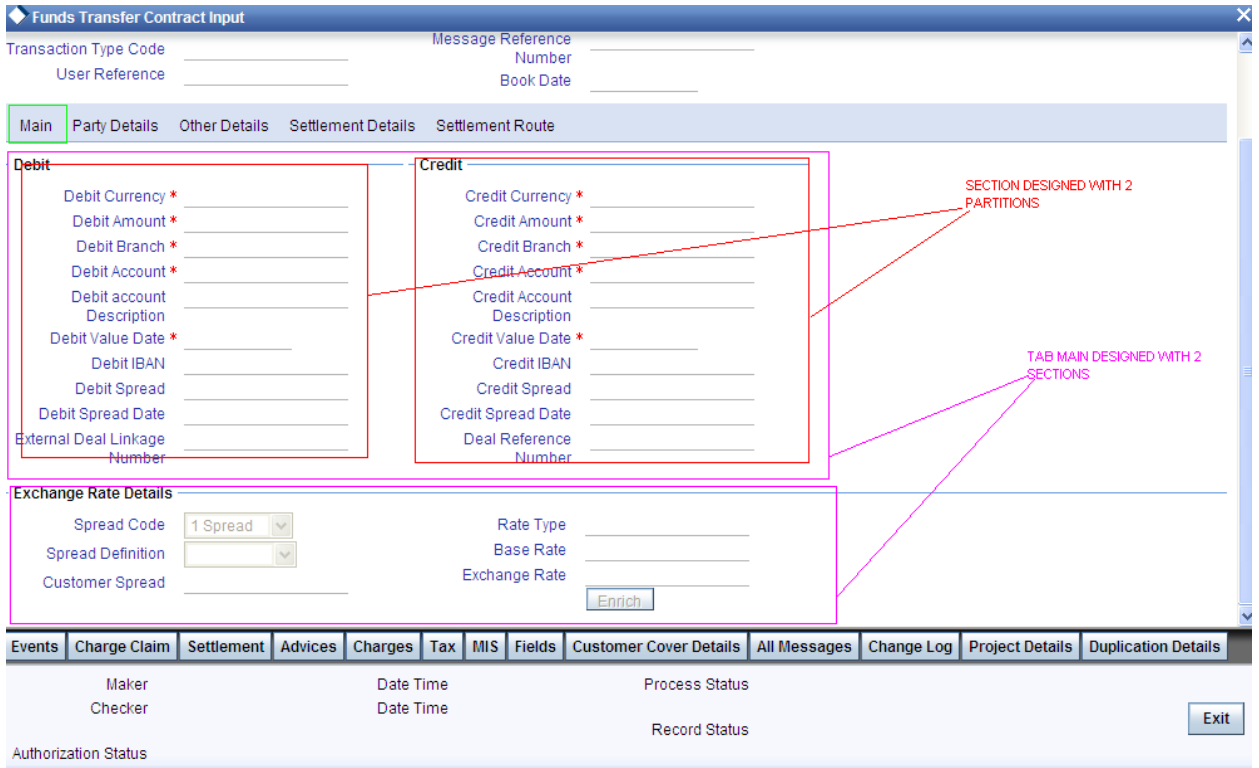 Funds Transfer Contract Input
Transaction Type Code
User Reference
Message Reference
Number
Book Date
Main Party Details Other Details Settlement Details Settlement Route
Debit
Debit Currency *
Debit Amount *
Debit Branch *
Debit Account *
Debit account
Description
Debit Value Date *
Debit IBAN
Debit Spread
Debit Spread Date
External Deal Linkage
Number
Credit
Credit Currency *
Credit Amount *
Credit Branch *
Credit Account *
Credit Account
Description
Credit Value Date *
Credit IBAN
Credit Spread
Credit Spread Date
Deal Reference
Number
SECTION DESIGNED WITH 2
PARTITIONS
TAB MAIN DESIGNED WITH 2
SECTIONS
Exchange Rate Details
Spread Code 1 Spread
Spread Definition
Customer Spread
Rate Type
Base Rate
Exchange Rate
Enrich
Events Charge Claim Settlement Advices Charges Tax MIS Fields Customer Cover Details All Messages Change Log Project Details Duplication Details
Maker Date Time Process Status
Checker Date Time
Record Status
Exit
Authorization Status